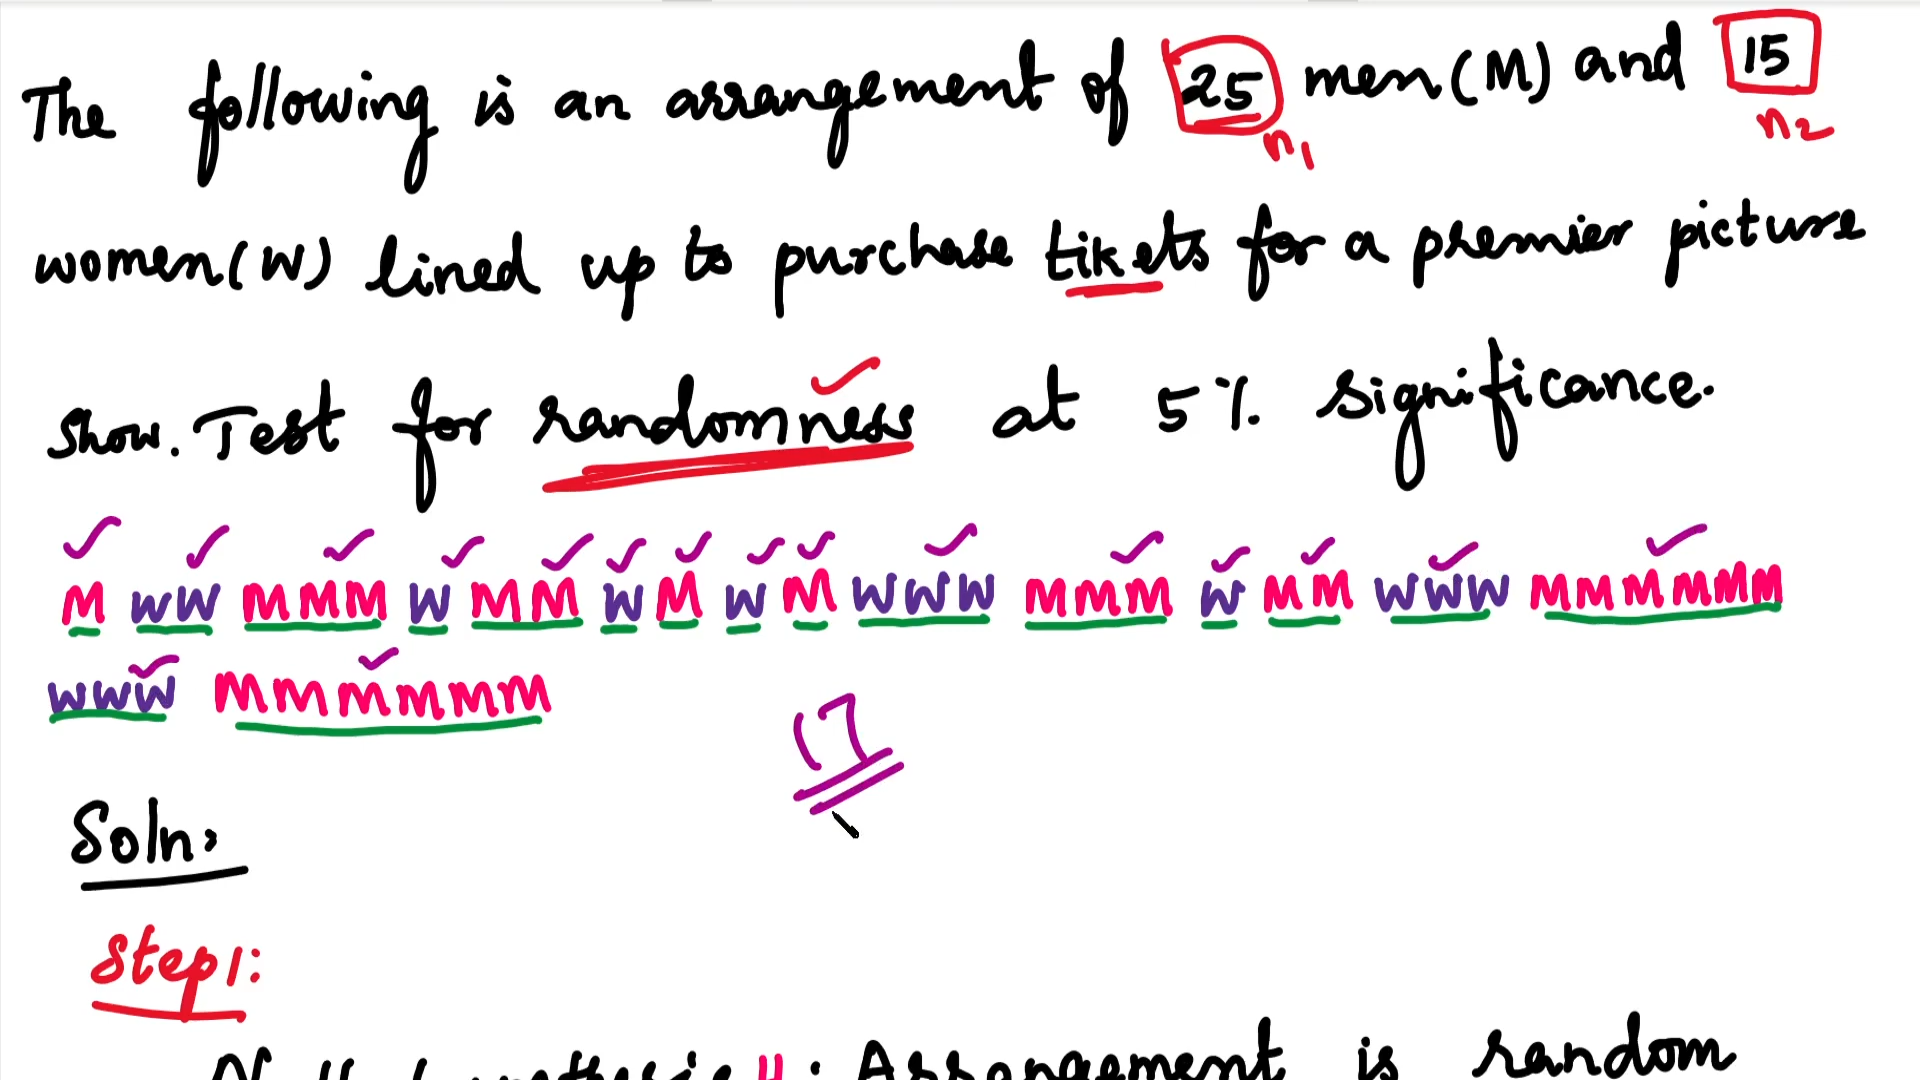 The following is an arrangement of 25 men (M) and 15
n1 n2
women (W) lined up to purchase tikets for a premier picture
show. Test for randomness at 5% significance.
M WW MMM W MM W M W M WWW MMM W MM WWW MMMMMM
WWW MMMMMM
17
Soln:
Step 1:
: Arrangement is random